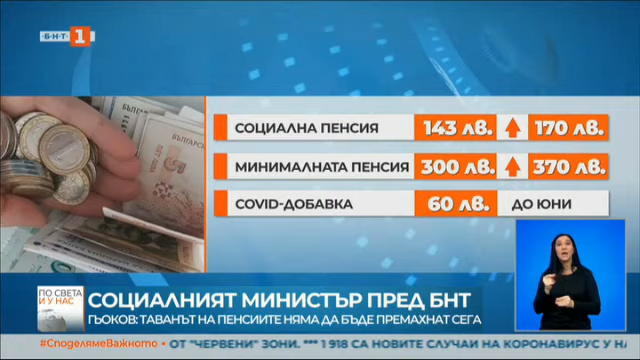 БНТ 1
СОЦИАЛНА ПЕНСИЯ 143 лв. 170 лв.
МИНИМАЛНАТА ПЕНСИЯ 300 лв. 370 лв.
COVID-ДОБАВКА 60 лв. ДО ЮНИ
ПО СВЕТА
И У НАС
СОЦИАЛНИЯТ МИНИСТЪР ПРЕД БНТ
ГЬОКОВ: ТАВАНЪТ НА ПЕНСИИТЕ НЯМА ДА БЪДЕ ПРЕМАХНАТ СЕГА
#СподелямеВажното ОТ "ЧЕРВЕНИ" ЗОНИ. *** 1 918 СА НОВИТЕ СЛУЧАИ НА КОРОНАВИРУС У НАС